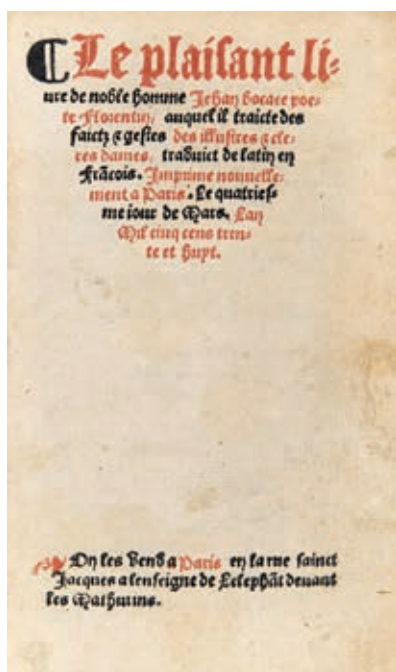 ¶Le plaisant li-
ure de noble homme Jehan bocace poe-
te Florentin, auquel il traicte des
faictz & gestes des illustres & cle-
res dames, traduict de latin en
Frãcois. Imprime nouuelle-
ment a Paris. Le quatries-
me iour de Mars. Lan
Mil cinq cens tren-
te et huyt.
On les vend a Paris en la rue sainct
Jacques a lenseigne de Lelephãt deuant
les Mathurins.